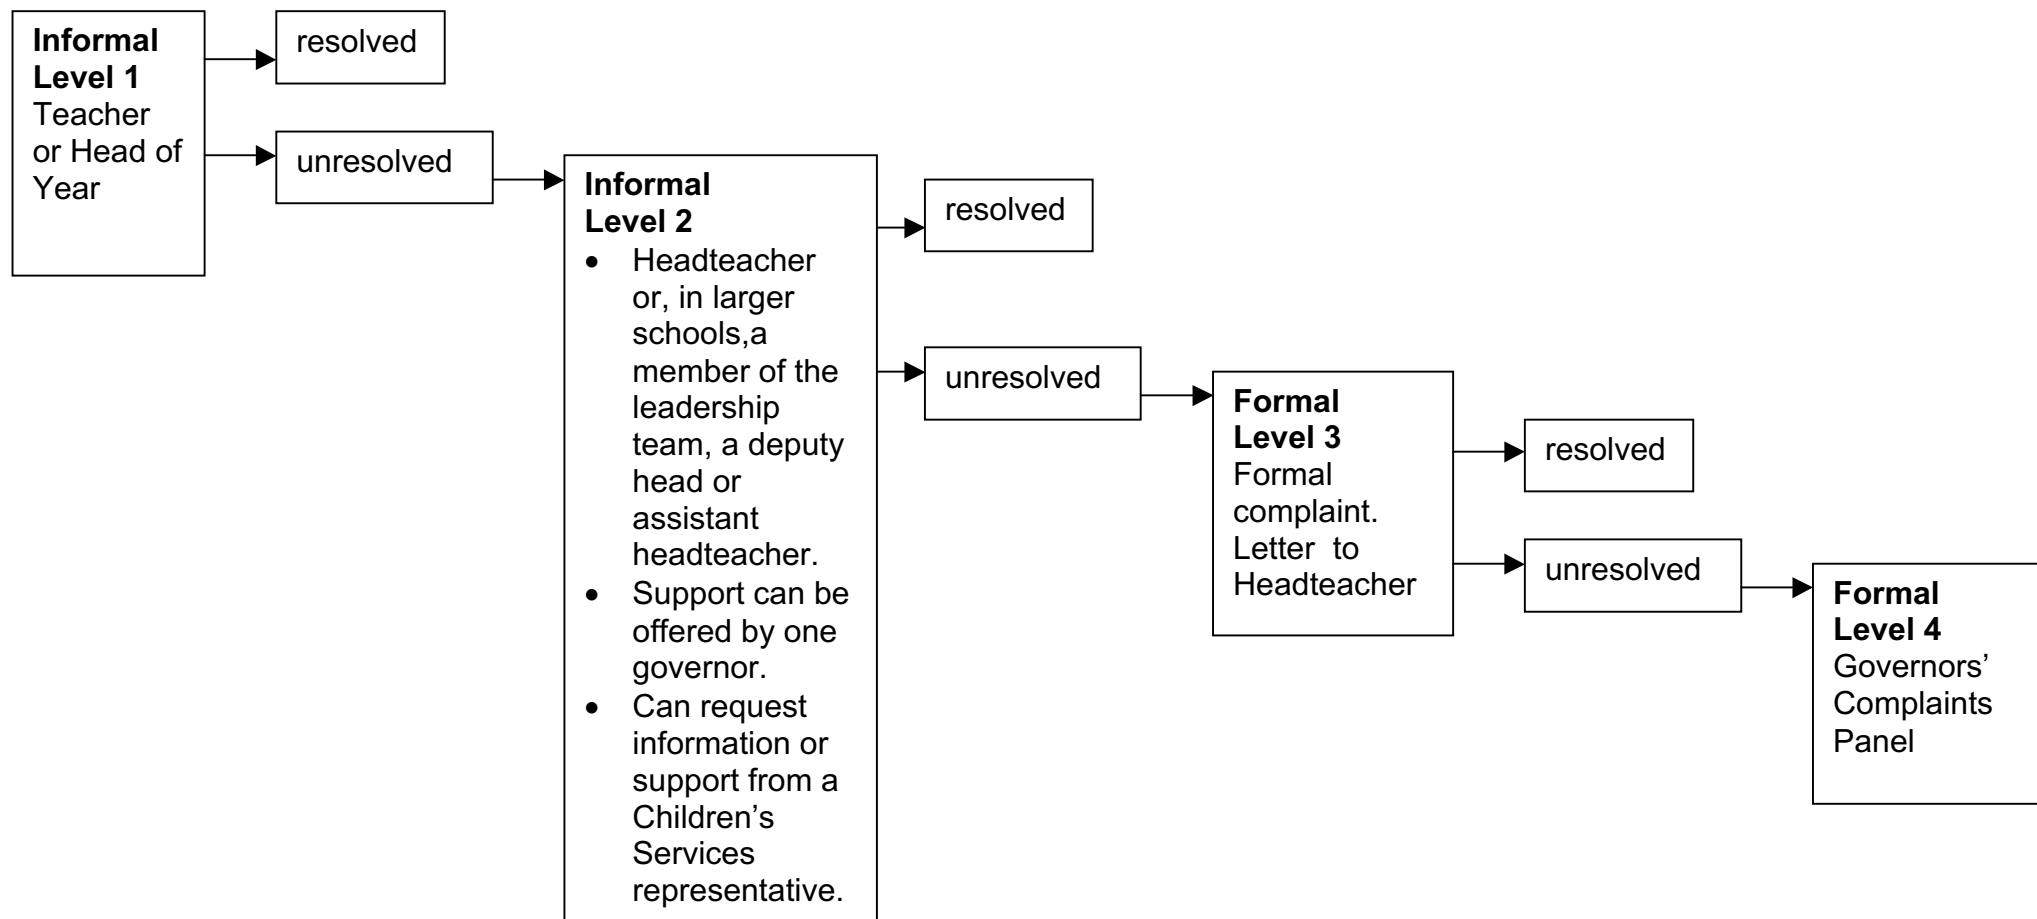 Informal
Level 1
Teacher
or Head of
Year
resolved
unresolved
Informal
Level 2
• Headteacher
or, in larger
schools,a
member of the
leadership
team, a deputy
head or
assistant
headteacher.
• Support can be
offered by one
governor.
• Can request
information or
support from a
Children’s
Services
representative.
resolved
unresolved
Formal
Level 3
Formal
complaint.
Letter to
Headteacher
resolved
unresolved
Formal
Level 4
Governors’
Complaints
Panel